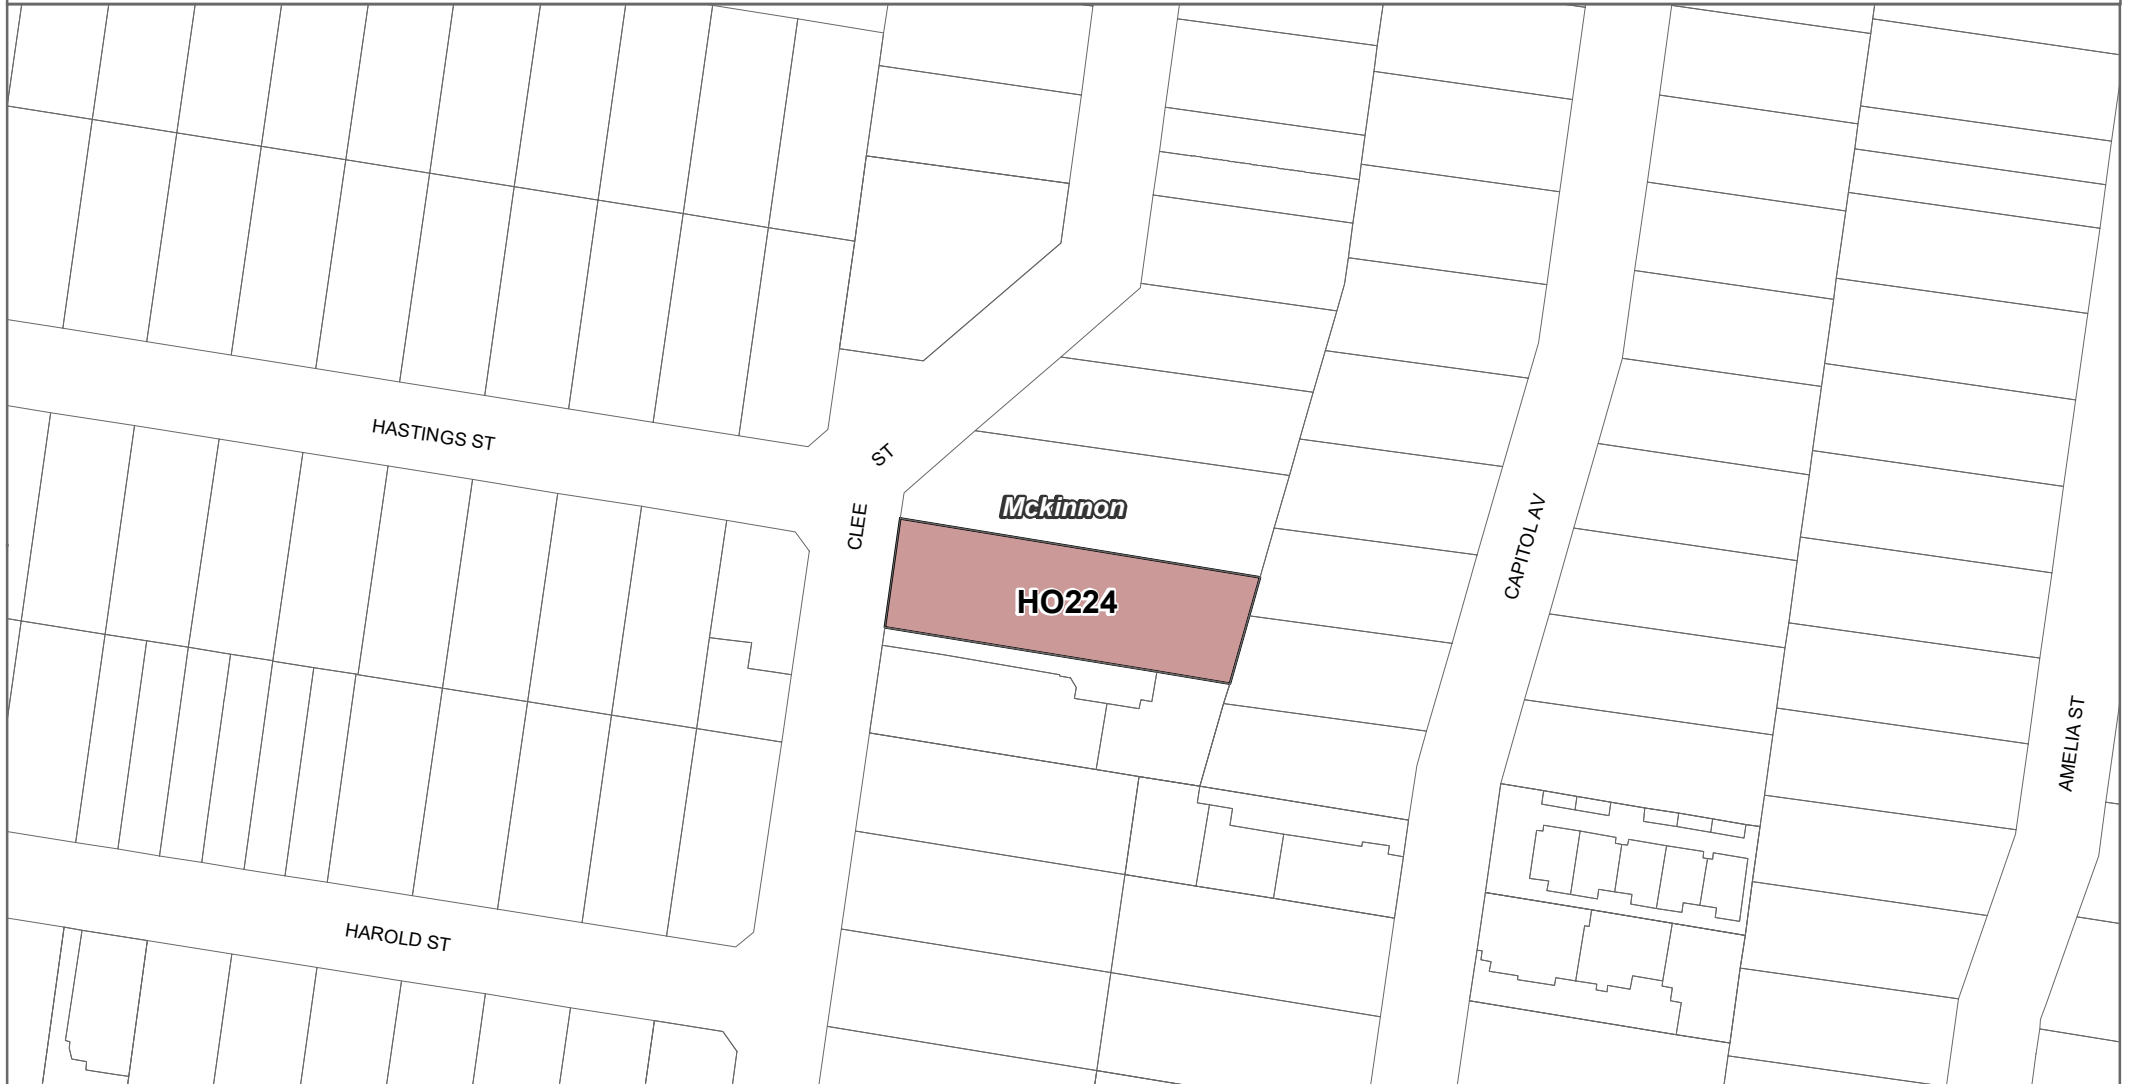 HASTINGS ST
CLEE ST
Mckinnon
HO224
CAPITOL AV
AMELIA ST
HAROLD ST